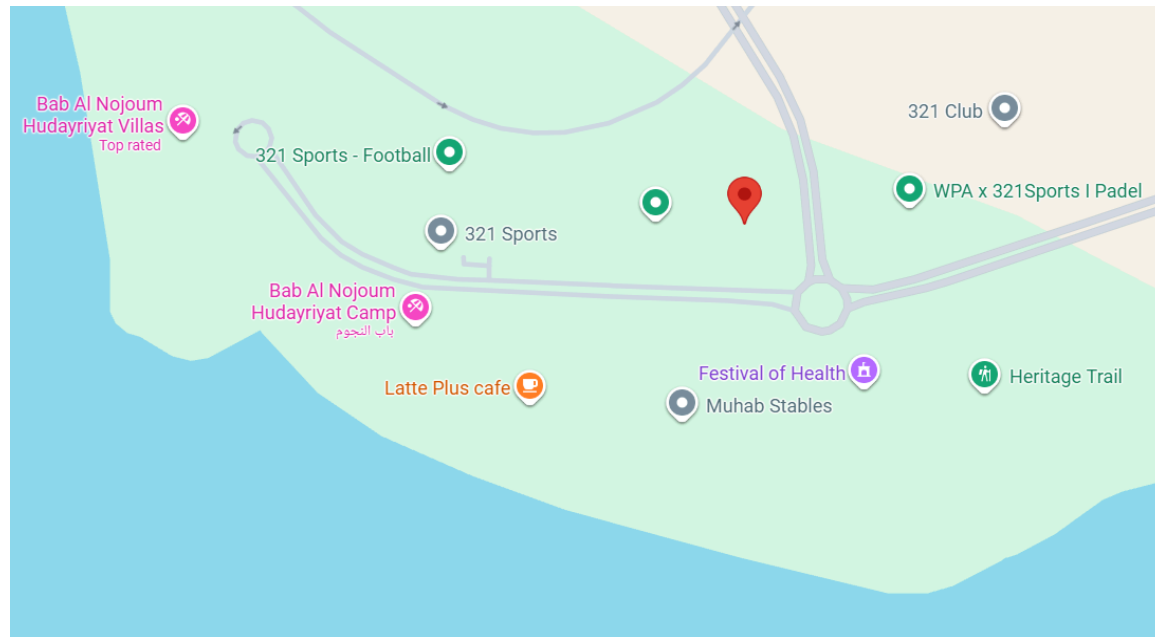 Bab Al Nojoum
Hudayriyat Villas
Top rated
321 Club
321 Sports - Football
WPA x 321Sports I Padel
321 Sports
Bab Al Nojoum
Hudayriyat Camp
باب النجوم
Festival of Health
Heritage Trail
Latte Plus cafe
Muhab Stables